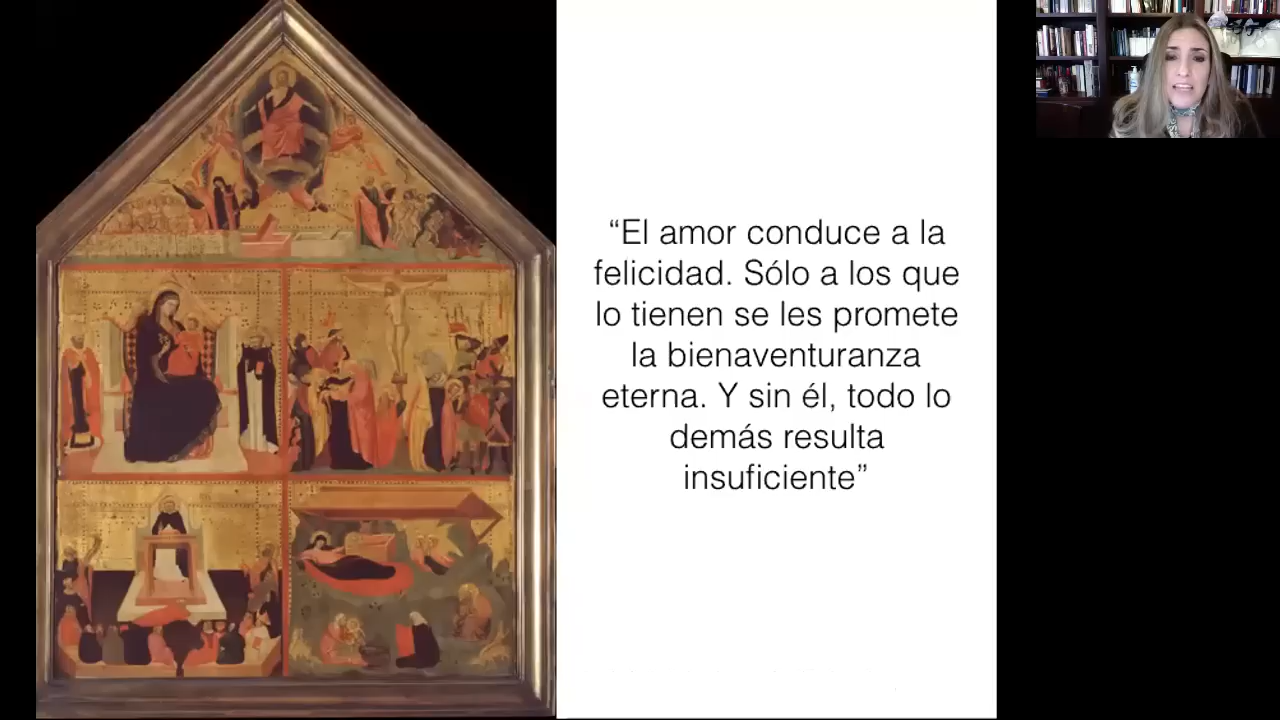 “El amor conduce a la
felicidad. Sólo a los que
lo tienen se les promete
la bienaventuranza
eterna. Y sin él, todo lo
demás resulta
insuficiente”